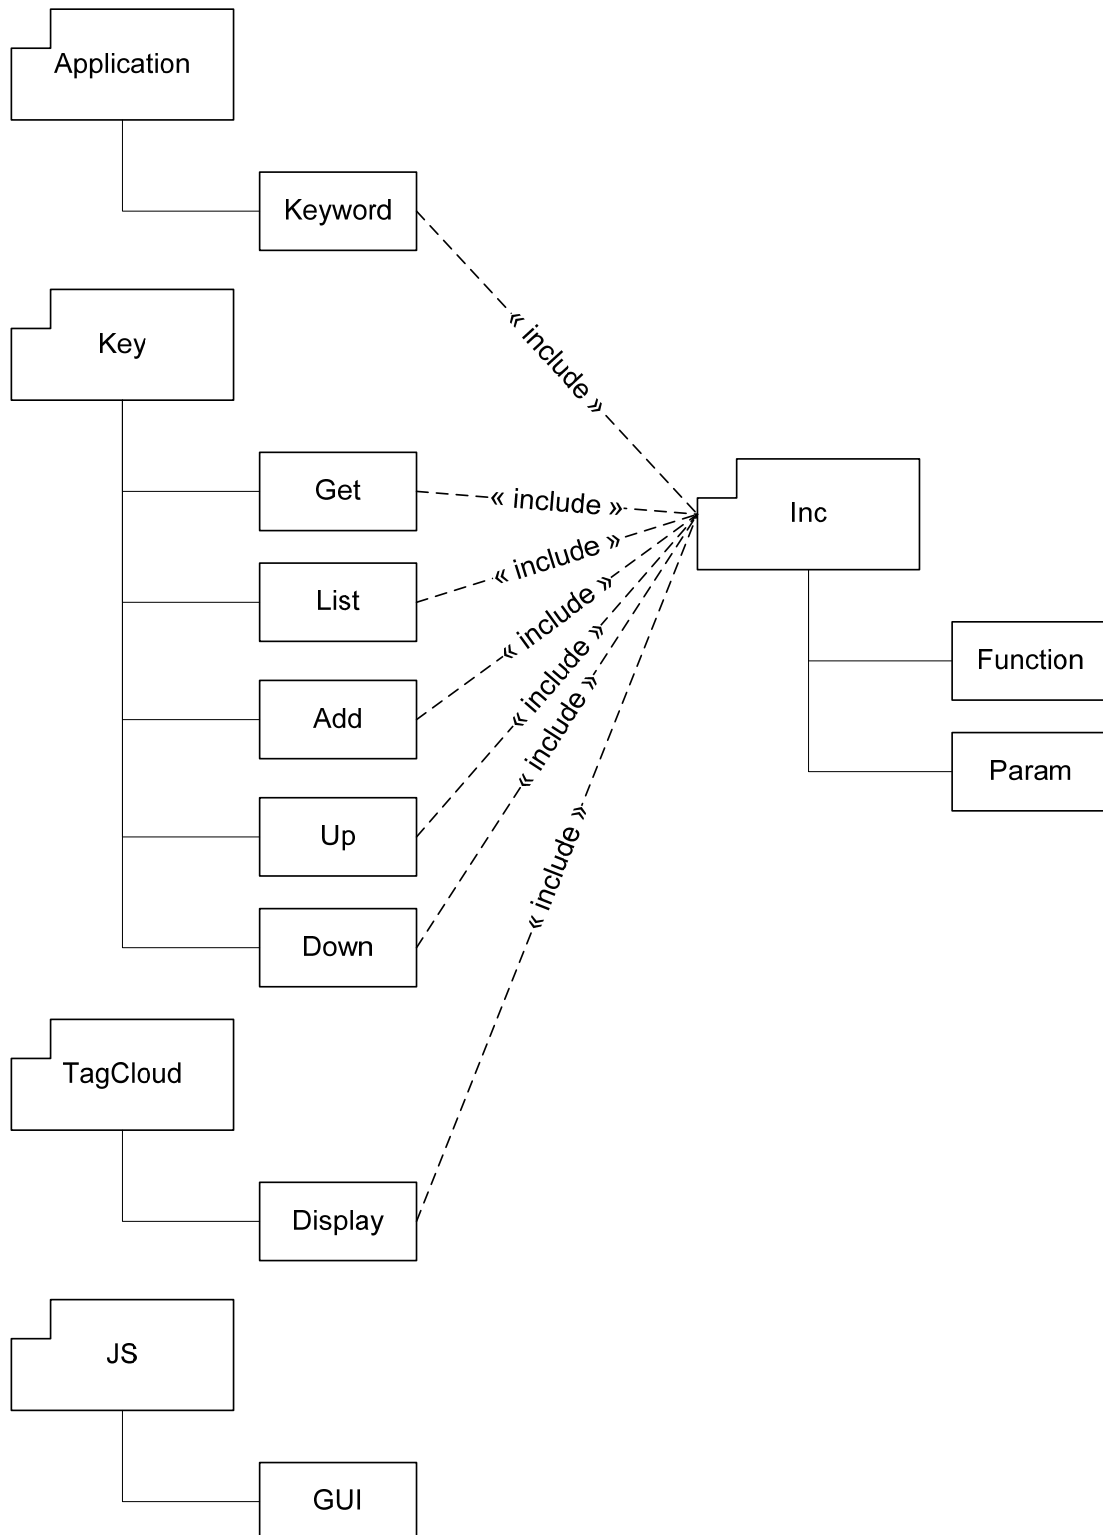 Application
Keyword
« include »
Key
Get
« include »
Inc
List
« include »
Add
« include »
Function
Up
« include »
Param
Down
« include »
« include »
TagCloud
Display
JS
GUI